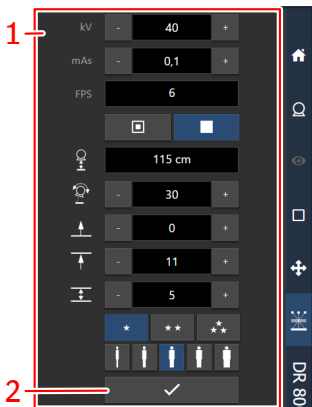 1
kV - 40 +
mAs - 0,1 +
FPS 6
115 cm
- 30 +
- 0 +
- 11 +
- 5 +
2
DR 80